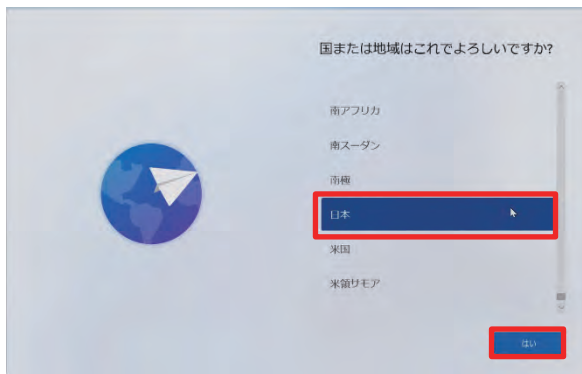 国または地域はこれでよろしいですか?
南アフリカ
南スーダン
南極
日本
米国
米領サモア
はい